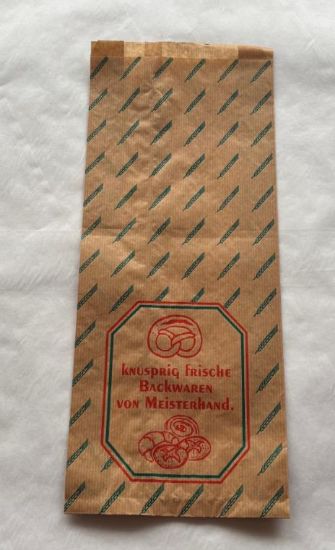 knusprig frische
Backwaren
von Meisterhand.